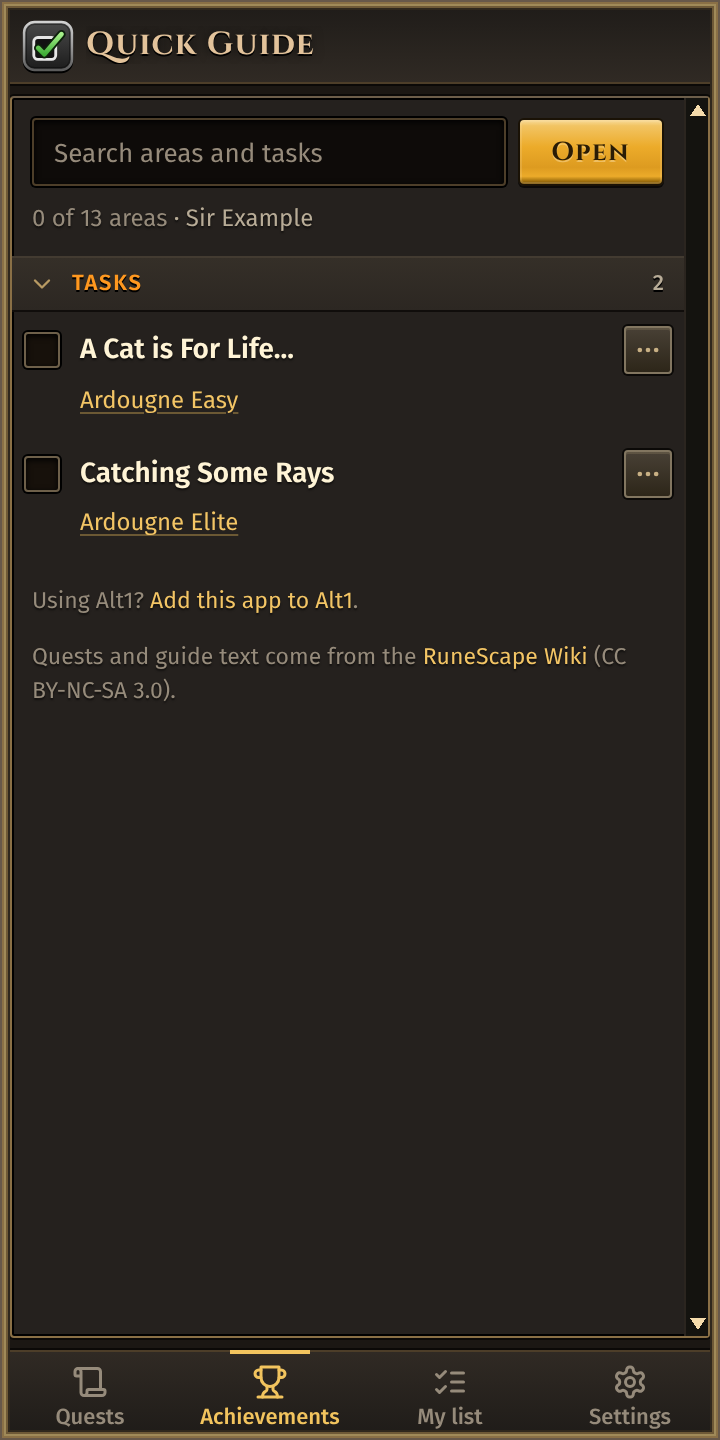 Quick Guide
Search areas and tasks
Open
0 of 13 areas · Sir Example
TASKS
2
A Cat is For Life...
Ardougne Easy
Catching Some Rays
Ardougne Elite
Using Alt1? Add this app to Alt1.
Quests and guide text come from the RuneScape Wiki (CC
BY-NC-SA 3.0).
Quests
Achievements
My list
Settings